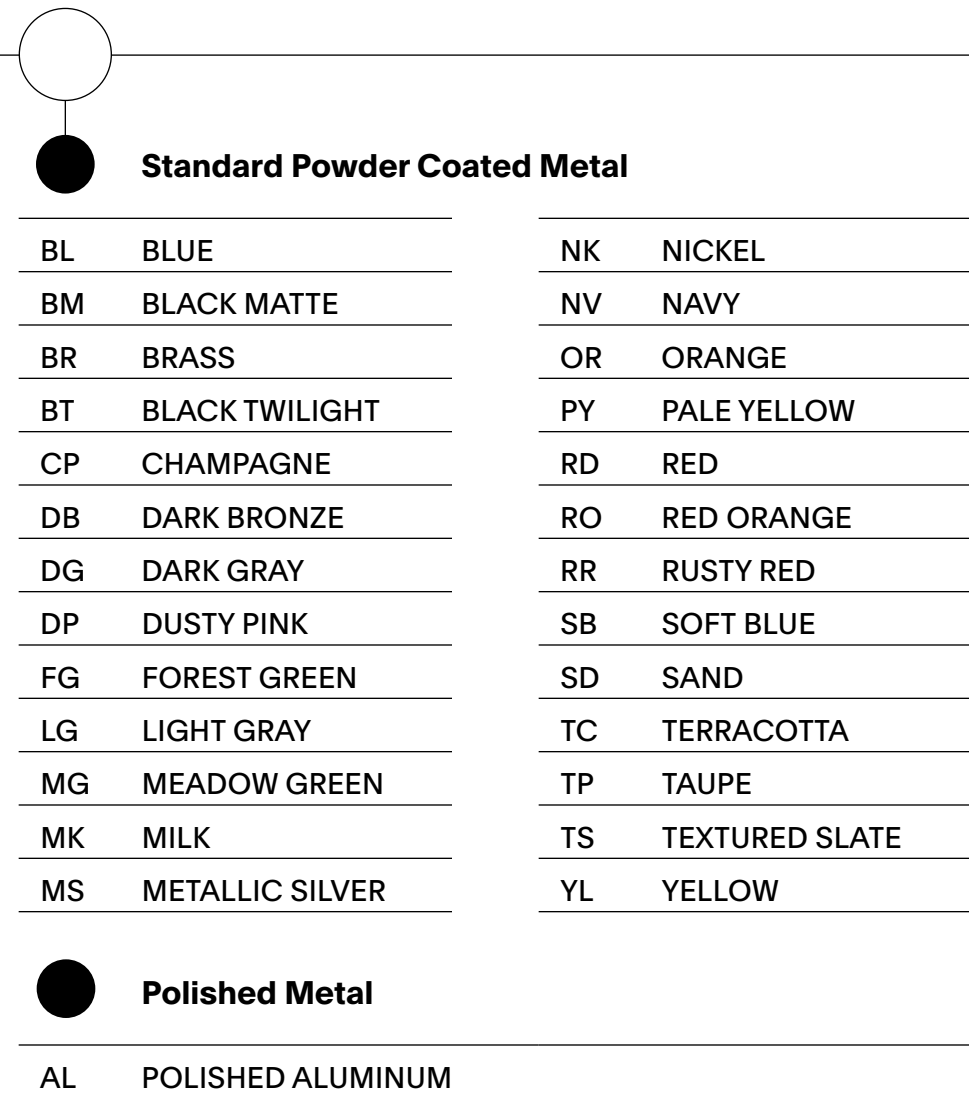 Standard Powder Coated Metal
BL BLUE
BM BLACK MATTE
BR BRASS
BT BLACK TWILIGHT
CP CHAMPAGNE
DB DARK BRONZE
DG DARK GRAY
DP DUSTY PINK
FG FOREST GREEN
LG LIGHT GRAY
MG MEADOW GREEN
MK MILK
MS METALLIC SILVER
NK NICKEL
NV NAVY
OR ORANGE
PY PALE YELLOW
RD RED
RO RED ORANGE
RR RUSTY RED
SB SOFT BLUE
SD SAND
TC TERRACOTTA
TP TAUPE
TS TEXTURED SLATE
YL YELLOW
Polished Metal
AL POLISHED ALUMINUM